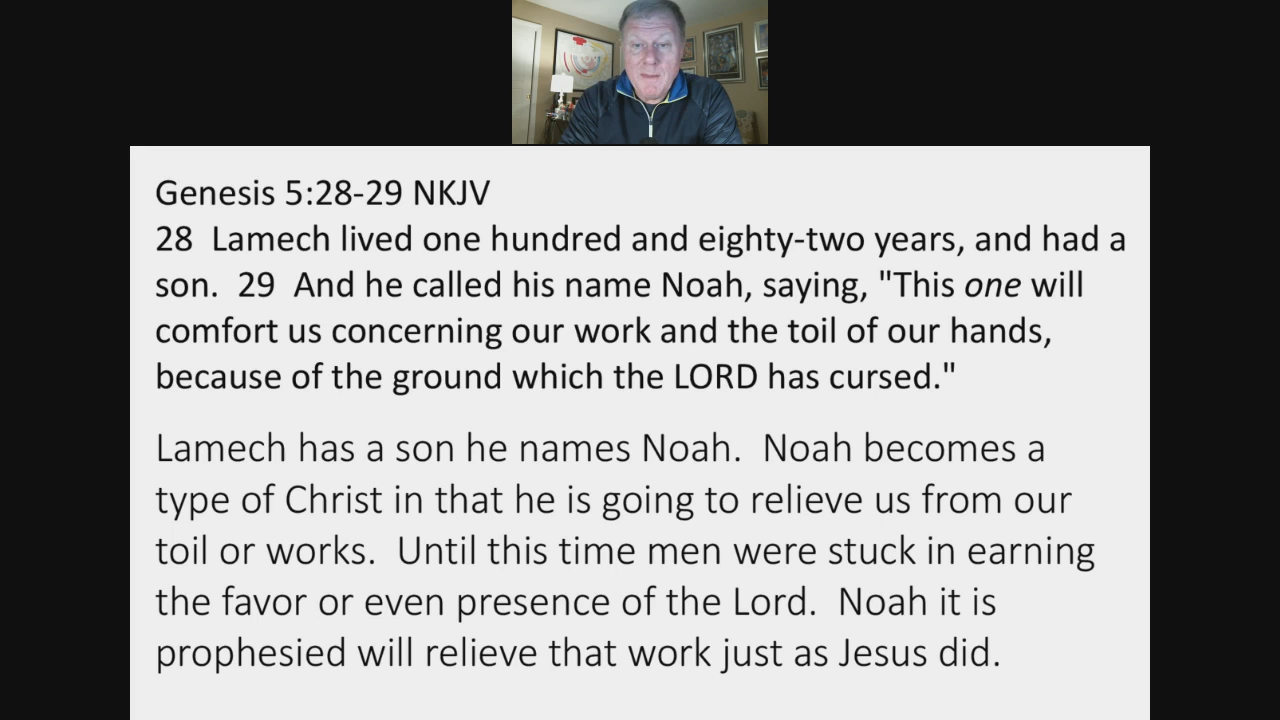 Genesis 5:28-29 NKJV
28  Lamech lived one hundred and eighty-two years, and had a
son.  29  And he called his name Noah, saying, "This one will
comfort us concerning our work and the toil of our hands,
because of the ground which the LORD has cursed."
Lamech has a son he names Noah.  Noah becomes a
type of Christ in that he is going to relieve us from our
toil or works.  Until this time men were stuck in earning
the favor or even presence of the Lord.  Noah it is
prophesied will relieve that work just as Jesus did.